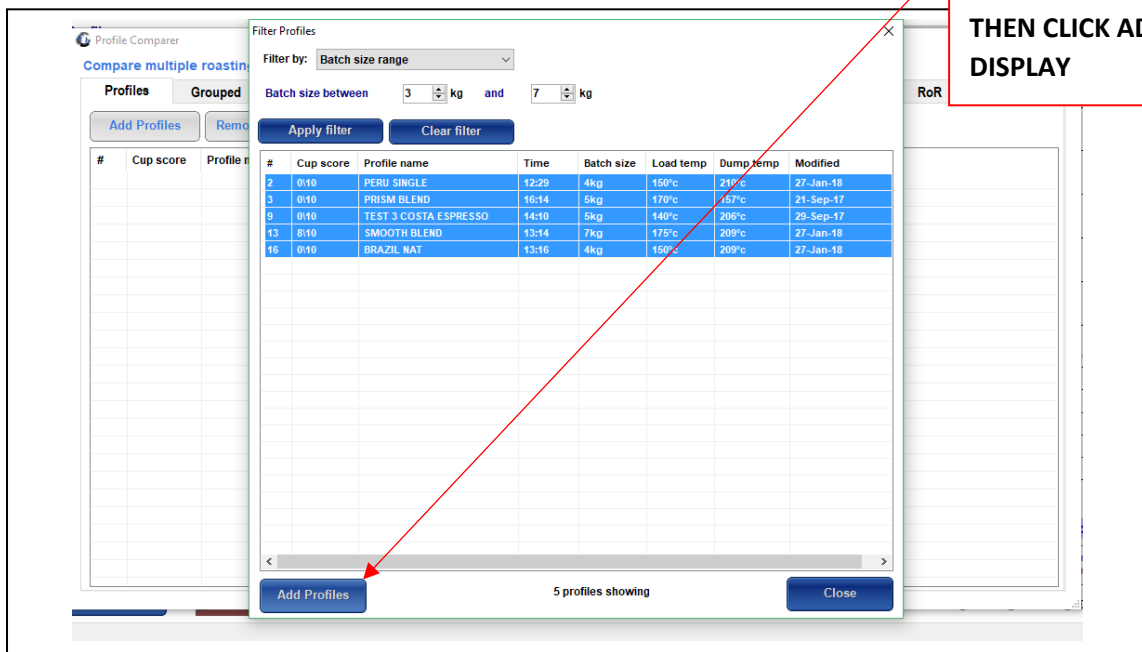 THEN CLICK
DISPLAY
Profile Comparer
Compare multiple
Profiles Grouped RoR
Add Profiles
Filter Profiles
Filter by: Batch size range
Batch size between 3 kg and 7 kg
Apply filter Clear filter
# Cup score Profile
# Cup score Profile name Time Batch size Load temp Dump temp Modified
2 0\10 PERU SINGLE 12:29 4kg 150°c 210°c 27-Jan-18
3 0\10 PRISM BLEND 16:14 5kg 170°c 157°c 21-Sep-17
9 0\10 TEST 3 COSTA ESPRESSO 14:10 5kg 140°c 206°c 29-Sep-17
13 8\10 SMOOTH BLEND 13:14 7kg 175°c 209°c 27-Jan-18
16 0\10 BRAZIL NAT 13:16 4kg 150°c 209°c 27-Jan-18
Add Profiles 5 profiles showing Close